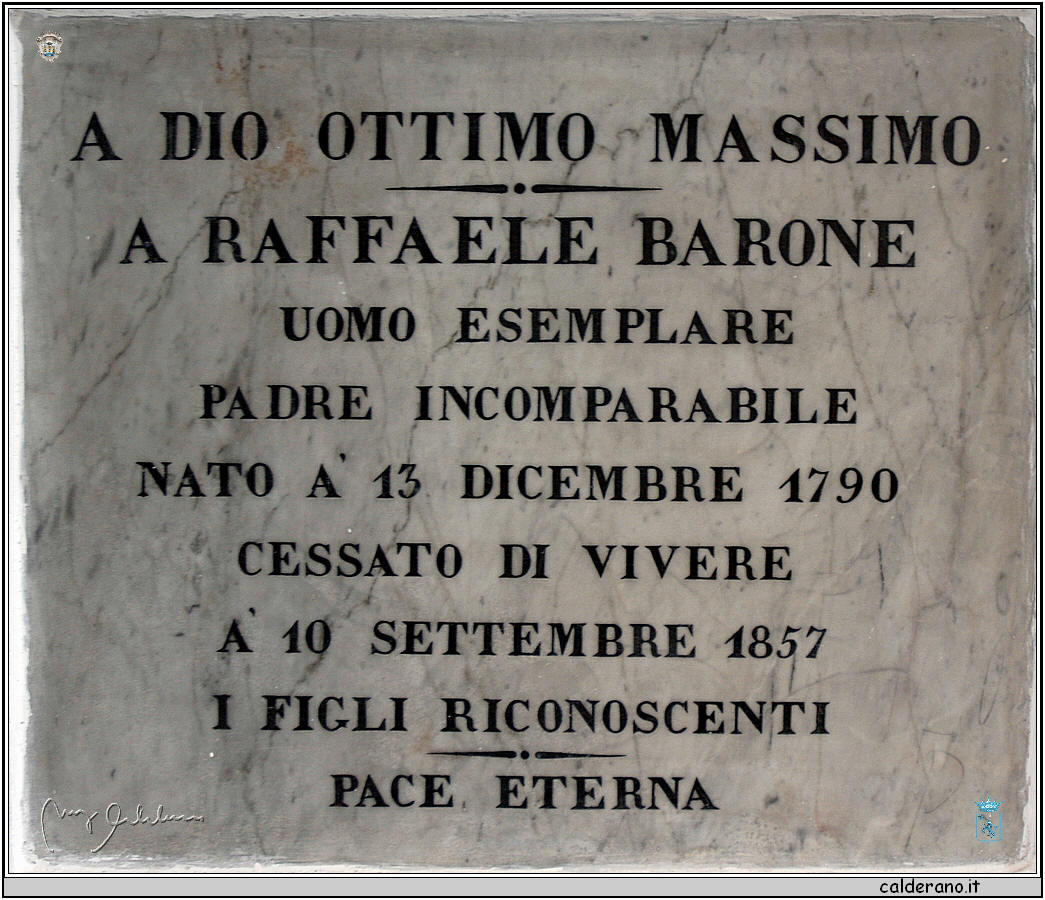 A DIO OTTIMO MASSIMO
A RAFFAELE BARONE
UOMO ESEMPLARE
PADRE INCOMPARABILE
NATO A' 13 DICEMBRE 1790
CESSATO DI VIVERE
A' 10 SETTEMBRE 1857
I FIGLI RICONOSCENTI
PACE ETERNA
calderano.it